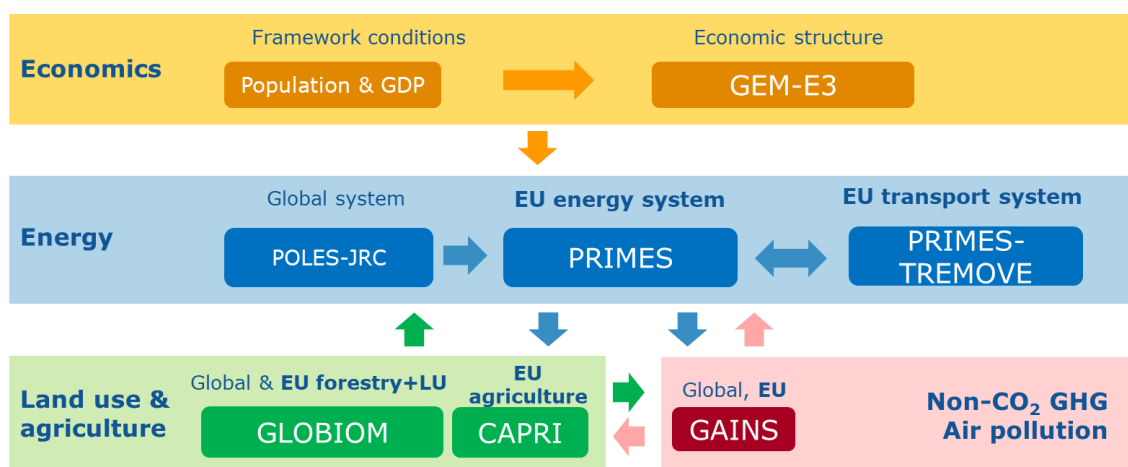 Framework conditions
Economic structure
Economics
Population & GDP
GEM-E3
Global system
EU energy system
EU transport system
Energy
POLES-JRC
PRIMES
PRIMES-
TREMOVE
Land use &
agriculture
Global & EU forestry+LU
GLOBIOM
EU
agriculture
CAPRI
Global, EU
GAINS
Non-CO₂ GHG
Air pollution